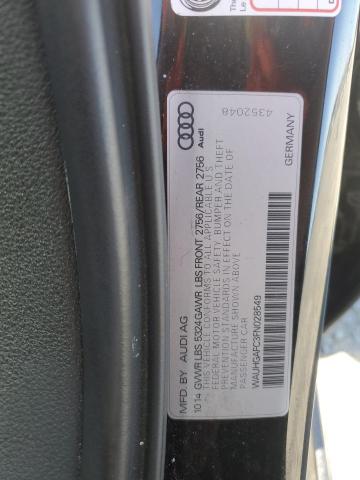 MFD. BY AUDI AG
10 14 GVWR LBS 5324 GAWR LBS FRONT 2756/REAR 2756
THIS VEHICLE CONFORMS TO ALL APPLICABLE U.S.
FEDERAL MOTOR VEHICLE SAFETY, BUMPER AND THEFT
PREVENTION STANDARDS IN EFFECT ON THE DATE OF
MANUFACTURE SHOWN ABOVE
PASSENGER CAR
WAUHGAFC3FN028549
GERMANY
Audi
4352048